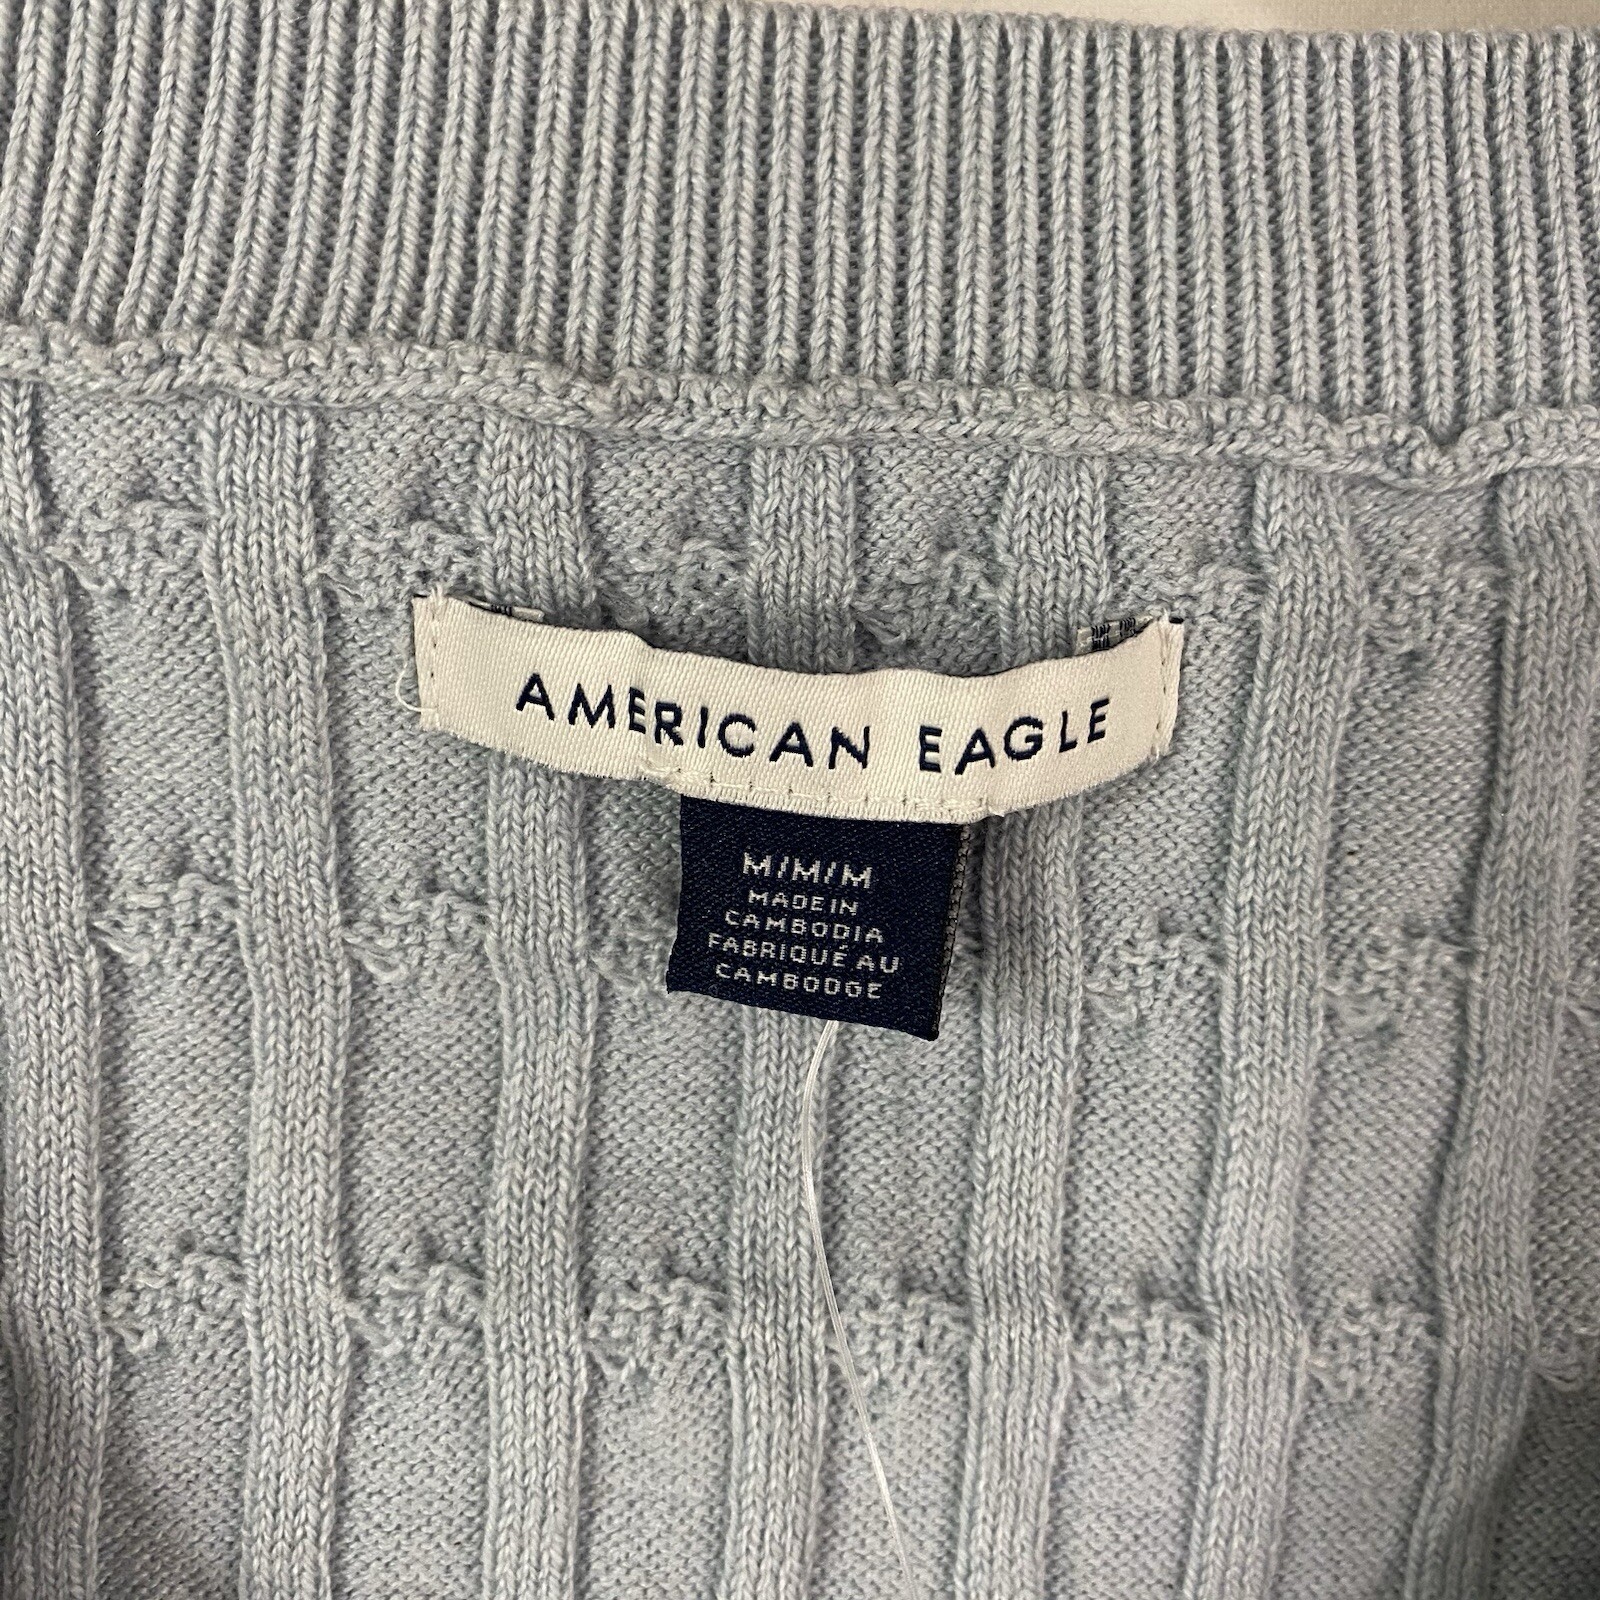 AMERICAN EAGLE
M/M/M
MADE IN
CAMBODIA
FABRIQUÉ AU
CAMBODGE